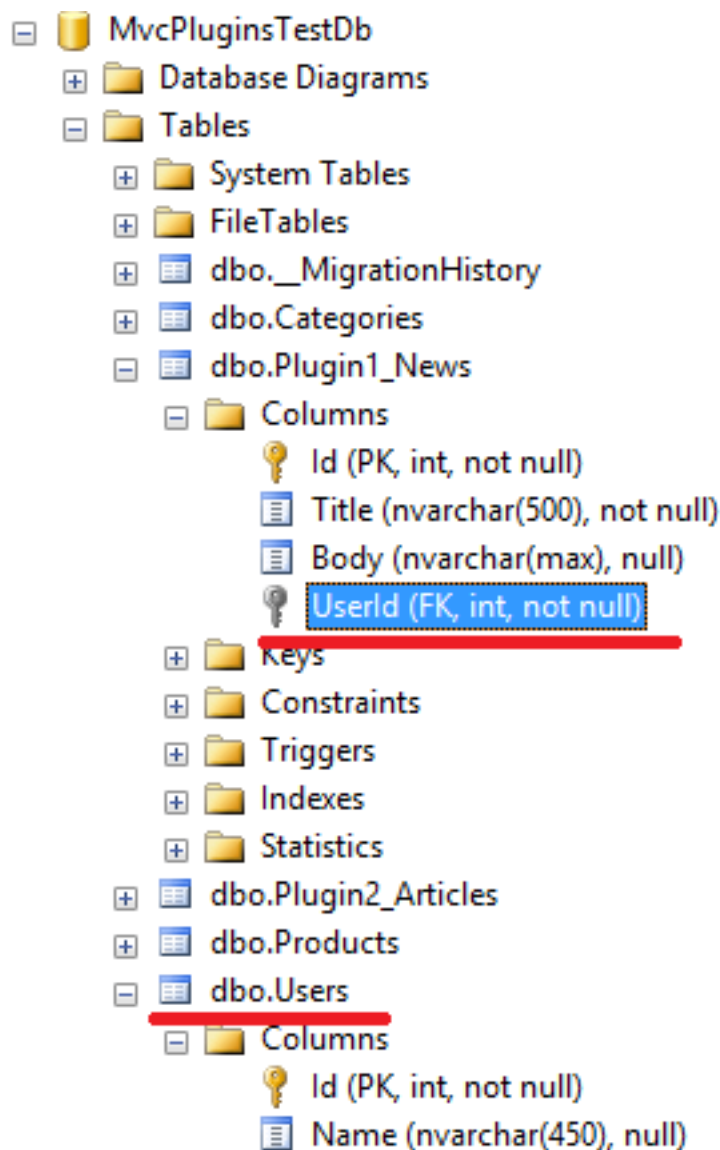 MvcPluginsTestDb
Database Diagrams
Tables
System Tables
FileTables
dbo.__MigrationHistory
dbo.Categories
dbo.Plugin1_News
Columns
Id (PK, int, not null)
Title (nvarchar(500), not null)
Body (nvarchar(max), null)
UserId (FK, int, not null)
Keys
Constraints
Triggers
Indexes
Statistics
dbo.Plugin2_Articles
dbo.Products
dbo.Users
Columns
Id (PK, int, not null)
Name (nvarchar(450), null)